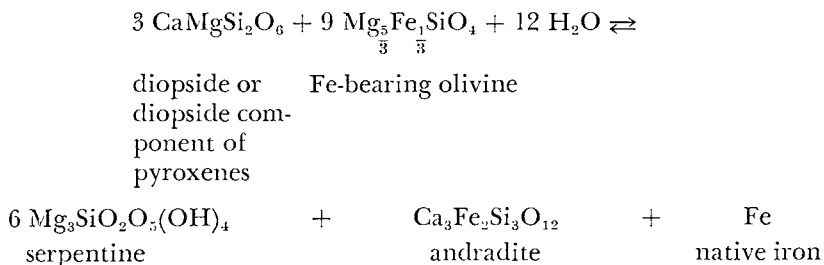 3 CaMgSi₂O₆ + 9 Mg₅/₃Fe₁/₃SiO₄ + 12 H₂O ⇄
diopside or Fe-bearing olivine
diopside com-
ponent of
pyroxenes
6 Mg₃SiO₂O₅(OH)₄ + Ca₃Fe₂Si₃O₁₂ + Fe
serpentine andradite native iron